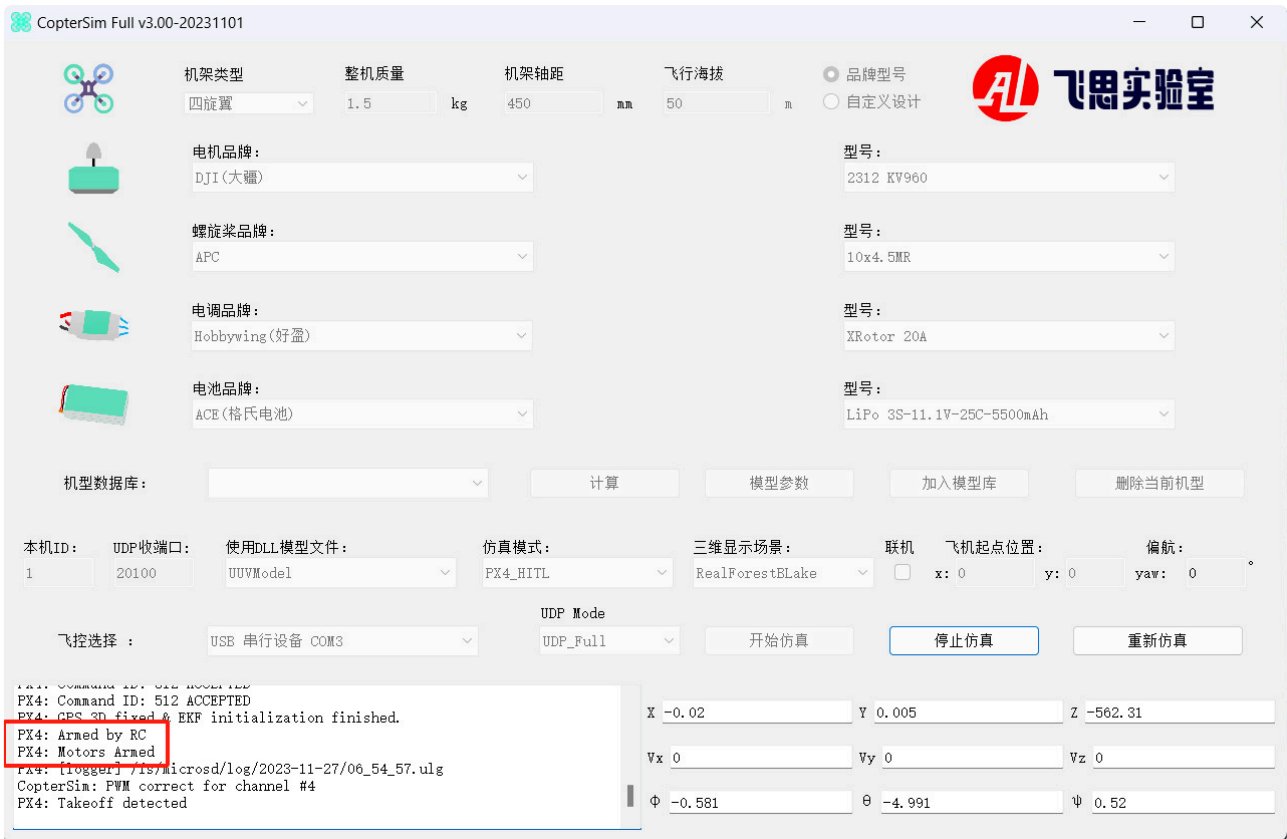 CopterSim Full v3.00-20231101
机架类型 整机质量 机架轴距 飞行海拔 品牌型号
四旋翼 1.5 kg 450 mm 50 m 自定义设计
飞思实验室
电机品牌: 型号:
DJI(大疆) 2312 KV960
螺旋桨品牌: 型号:
APC 10x4.5MR
电调品牌: 型号:
Hobbywing(好盈) XRotor 20A
电池品牌: 型号:
ACE(格氏电池) LiPo 3S-11.1V-25C-5500mAh
机型数据库: 计算 模型参数 加入模型库 删除当前机型
本机ID: UDP收端口: 使用DLL模型文件: 仿真模式: 三维显示场景: 联机 飞机起点位置: 偏航:
1 20100 UUVModel PX4_HITL RealForestBLake x: 0 y: 0 yaw: 0 °
UDP Mode
飞控选择 : USB 串行设备 COM3 UDP_Full 开始仿真 停止仿真 重新仿真
PX4: Command ID: 512 ACCEPTED
PX4: Command ID: 512 ACCEPTED
PX4: GPS 3D fixed & EKF initialization finished.
PX4: Armed by RC
PX4: Motors Armed
PX4: [logger] /fs/microsd/log/2023-11-27/06_54_57.ulg
CopterSim: PWM correct for channel #4
PX4: Takeoff detected
X -0.02 Y 0.005 Z -562.31
Vx 0 Vy 0 Vz 0
Φ -0.581 θ -4.991 ψ 0.52